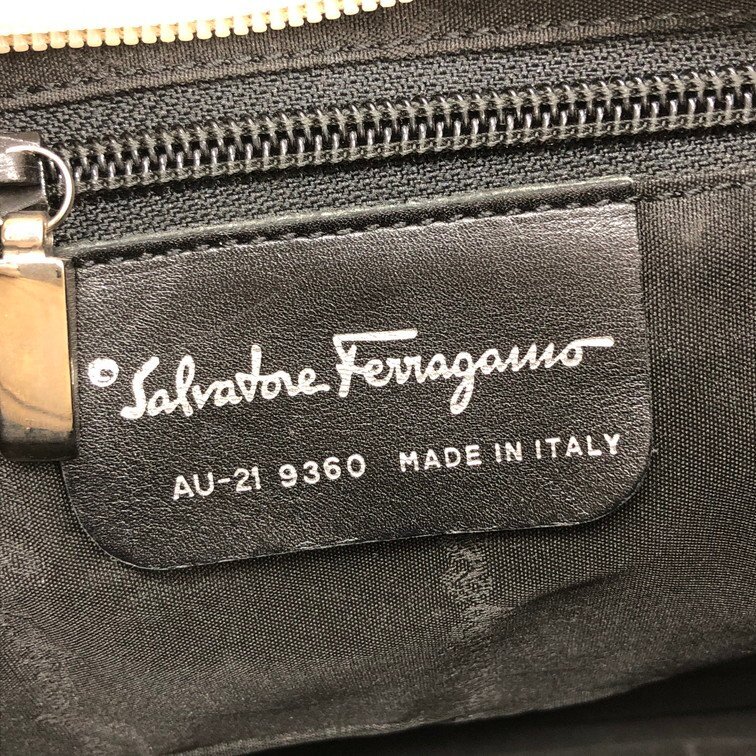 © Salvatore Ferragamo
AU-21 9360 MADE IN ITALY